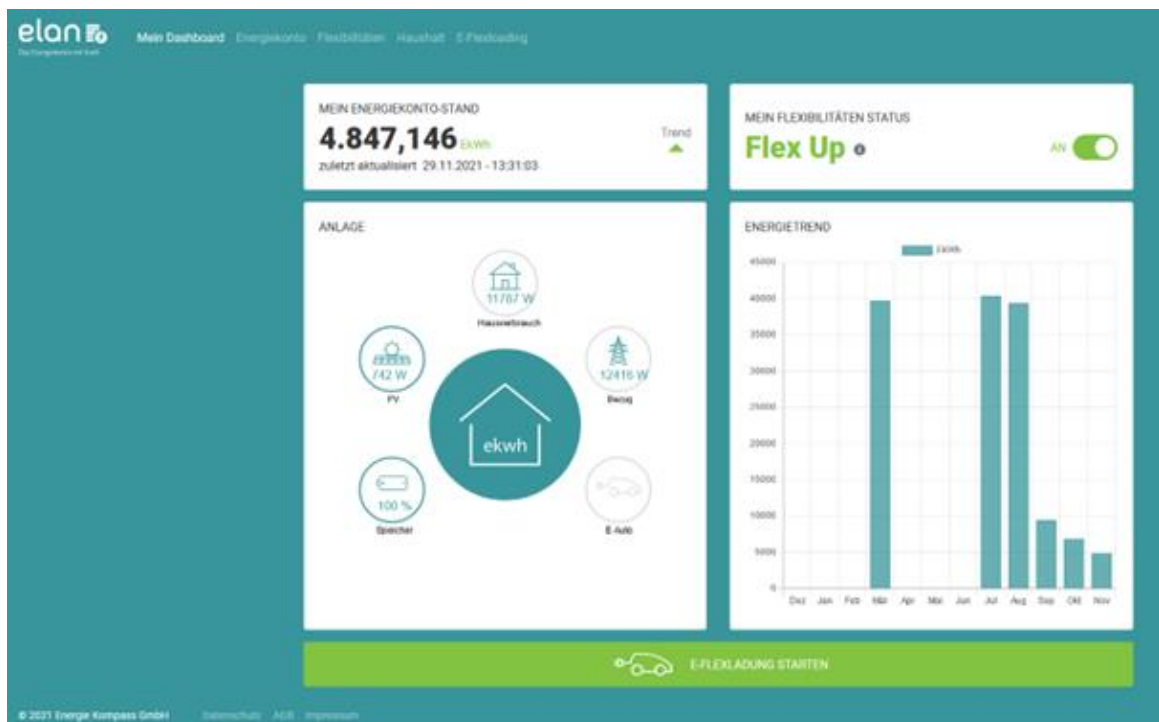 elan
Mein Dashboard Energiekonto Flexibilitäten Haushalt E-Flexloading
MEIN ENERGIEKONTO-STAND
4.847,146 EkWh
Trend
zuletzt aktualisiert 29.11.2021 - 13:31:03
MEIN FLEXIBILITÄTEN STATUS
Flex Up
AN
ANLAGE
11787 W
Hausverbrauch
742 W
PV
12416 W
Bezug
ekwh
100 %
Speicher
E-Auto
ENERGIETREND
EkWh
45000
40000
35000
30000
25000
20000
15000
10000
5000
0
Dez Jan Feb Mär Apr Mai Jun Jul Aug Sep Okt Nov
E-FLEXLADUNG STARTEN
© 2021 Energie Kompass GmbH Datenschutz AGB Impressum